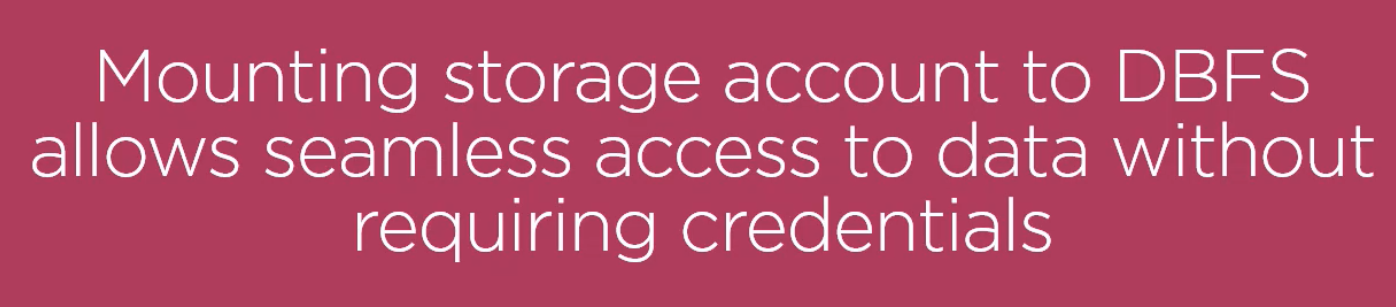 Mounting storage account to DBFS
allows seamless access to data without
requiring credentials